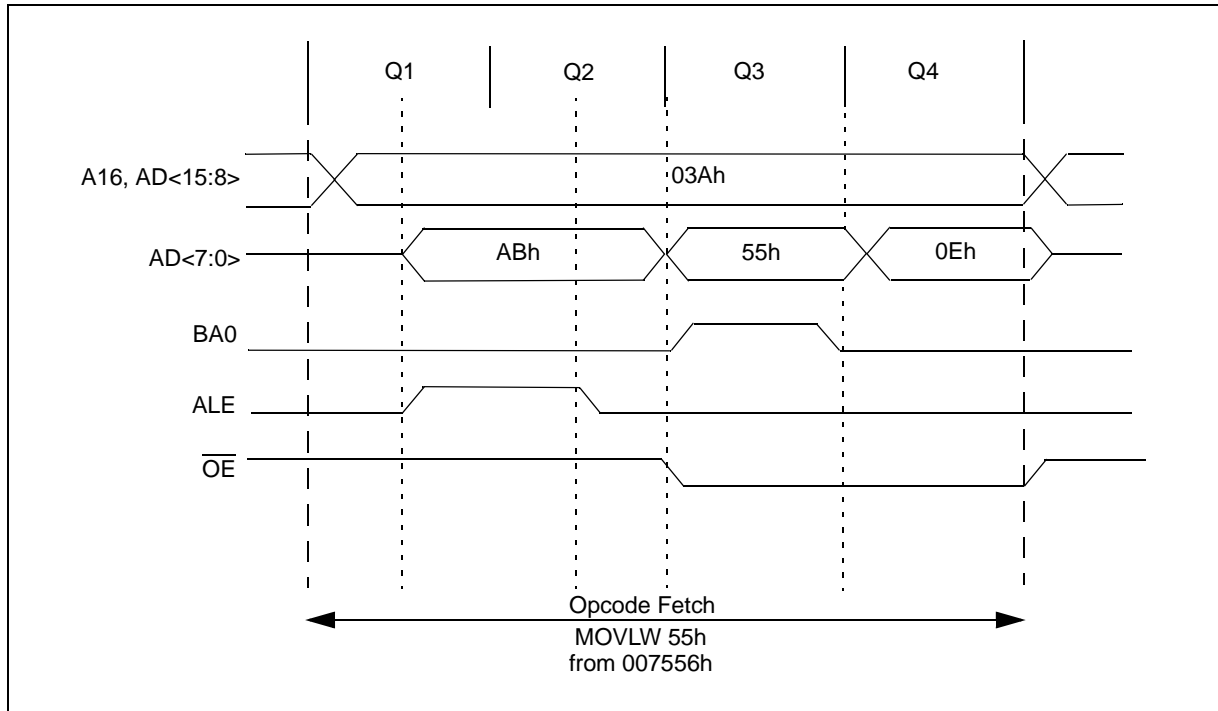 Q1 Q2 Q3 Q4
A16, AD<15:8> 03Ah
AD<7:0> ABh 55h 0Eh
BA0
ALE
OE
Opcode Fetch
MOVLW 55h
from 007556h